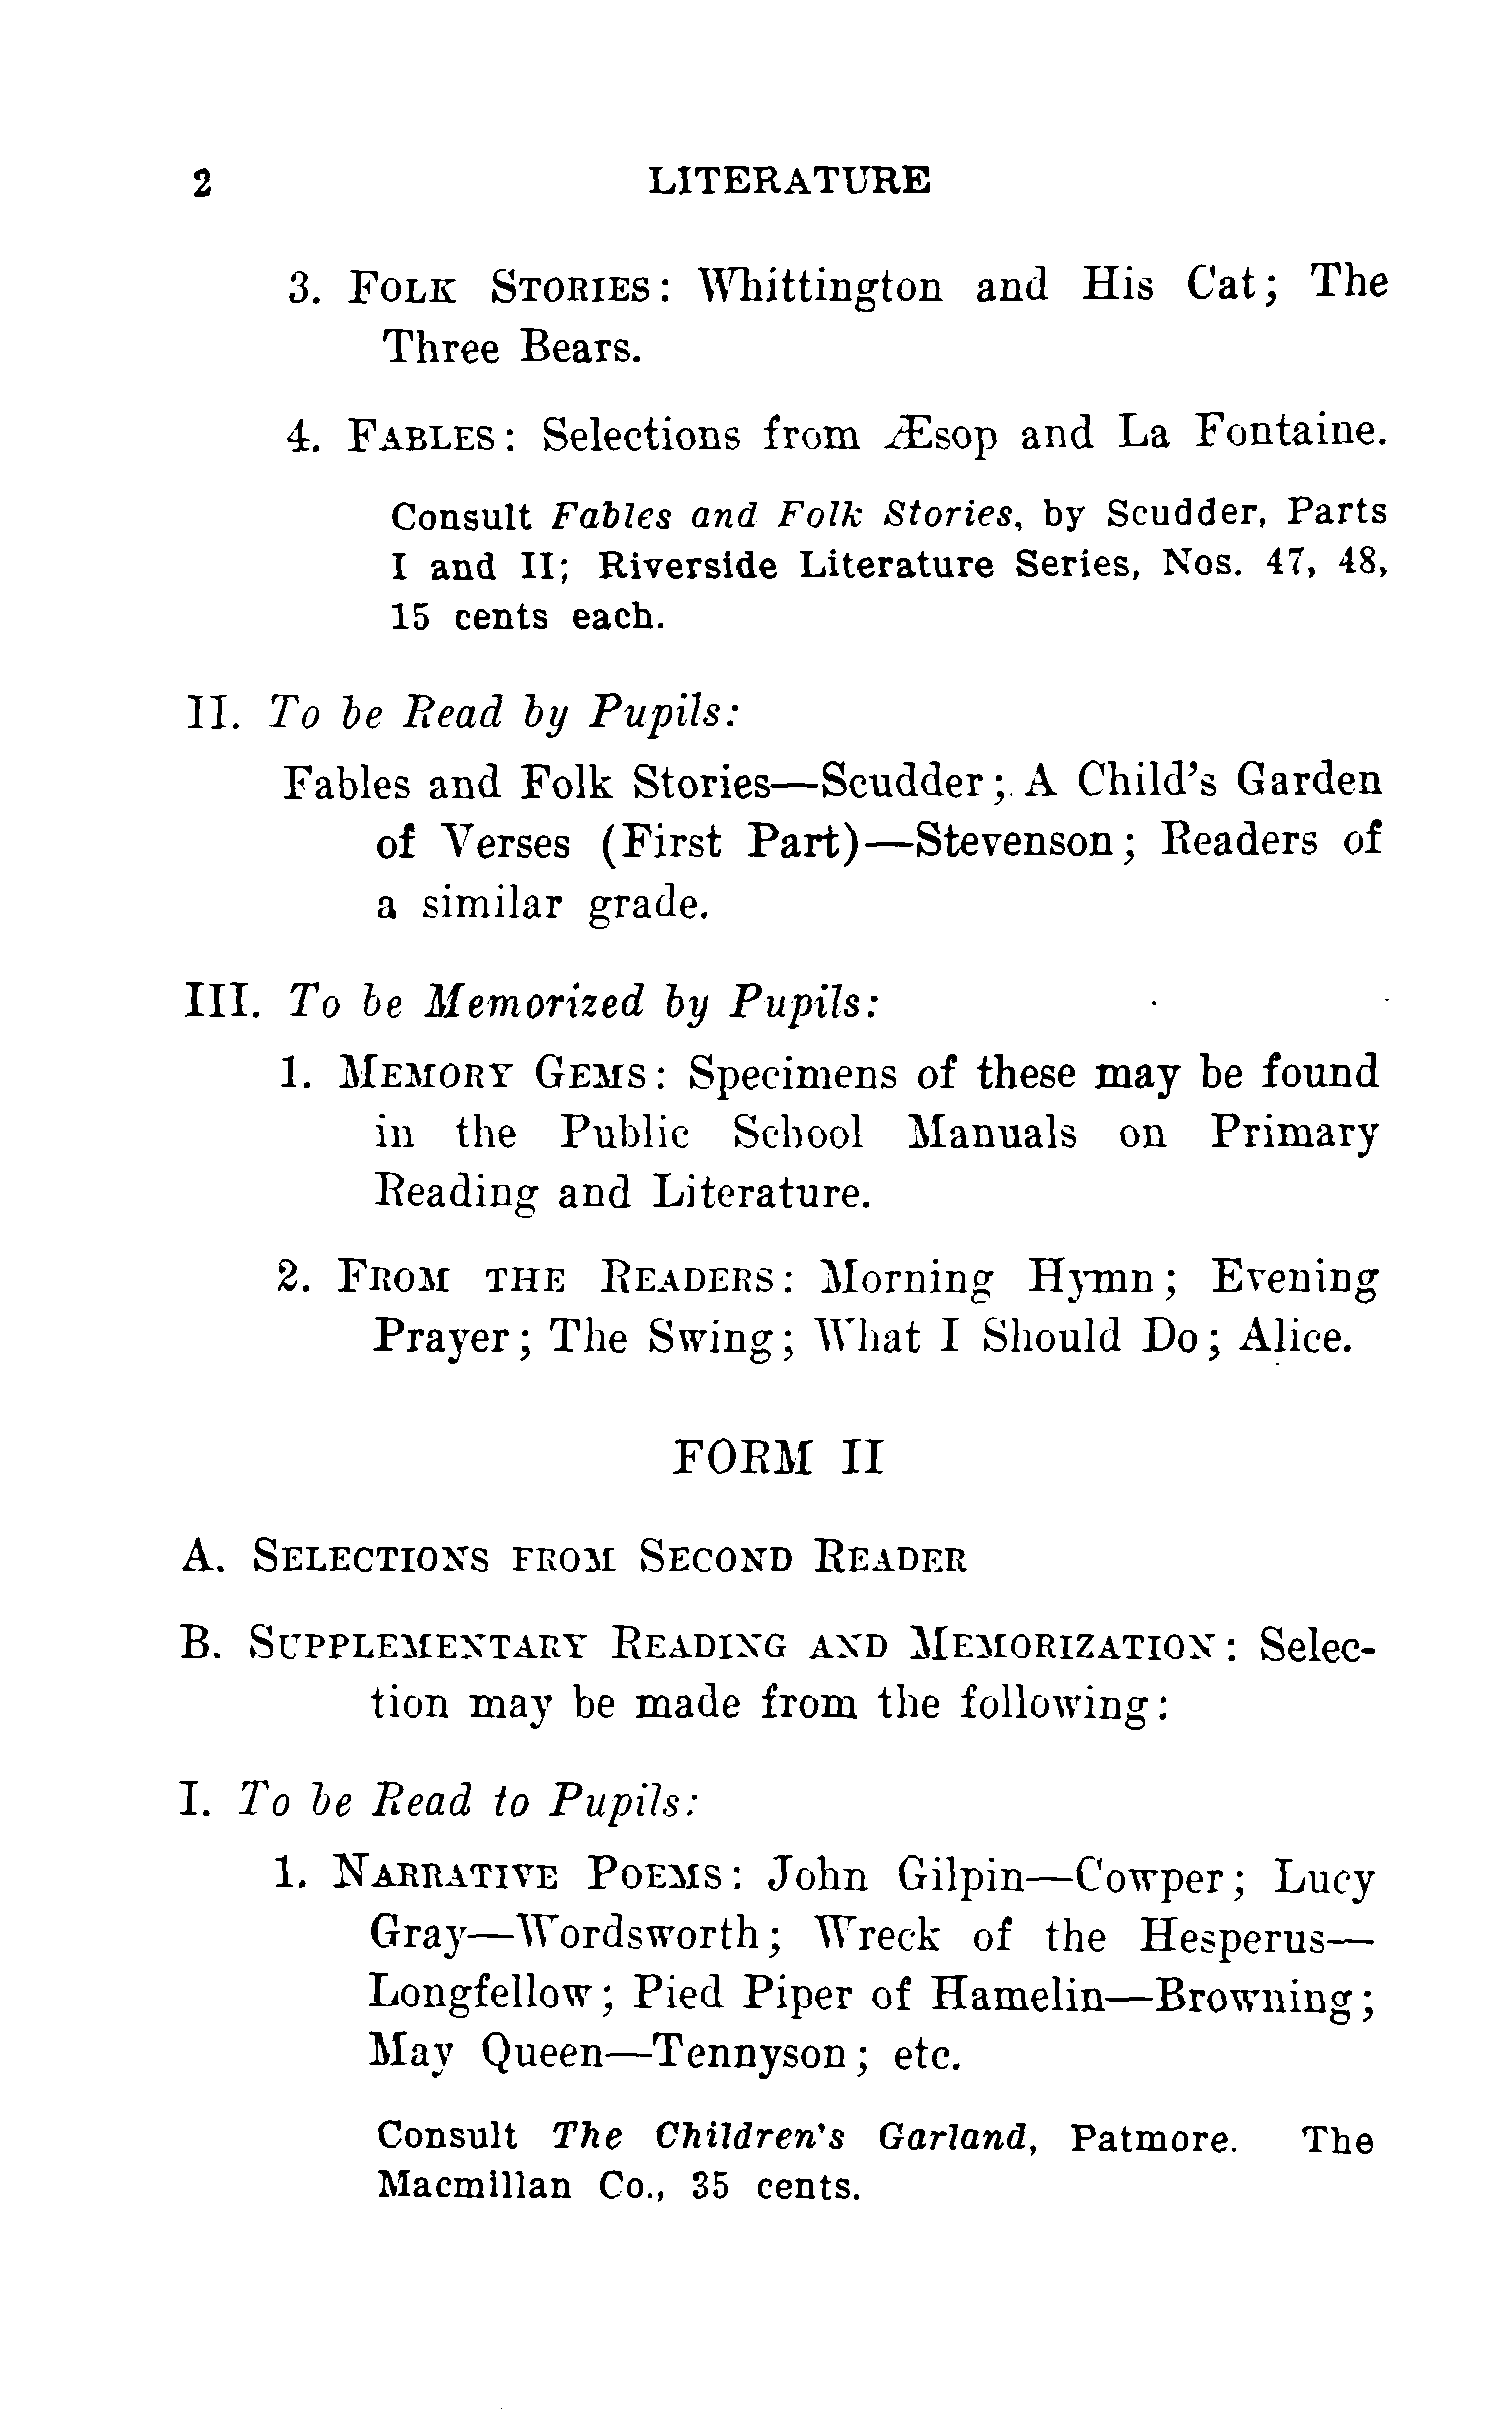 2 LITERATURE
3. FOLK STORIES: Whittington and His Cat; The
Three Bears.
4. FABLES: Selections from Æsop and La Fontaine.
Consult Fables and Folk Stories, by Scudder, Parts
I and II; Riverside Literature Series, Nos. 47, 48,
15 cents each.
II. To be Read by Pupils:
Fables and Folk Stories—Scudder; A Child's Garden
of Verses (First Part)—Stevenson; Readers of
a similar grade.
III. To be Memorized by Pupils:
1. MEMORY GEMS: Specimens of these may be found
in the Public School Manuals on Primary
Reading and Literature.
2. FROM THE READERS: Morning Hymn; Evening
Prayer; The Swing; What I Should Do; Alice.
FORM II
A. SELECTIONS FROM SECOND READER
B. SUPPLEMENTARY READING AND MEMORIZATION: Selec-
tion may be made from the following:
I. To be Read to Pupils:
1. NARRATIVE POEMS: John Gilpin—Cowper; Lucy
Gray—Wordsworth; Wreck of the Hesperus—
Longfellow; Pied Piper of Hamelin—Browning;
May Queen—Tennyson; etc.
Consult The Children's Garland, Patmore. The
Macmillan Co., 35 cents.